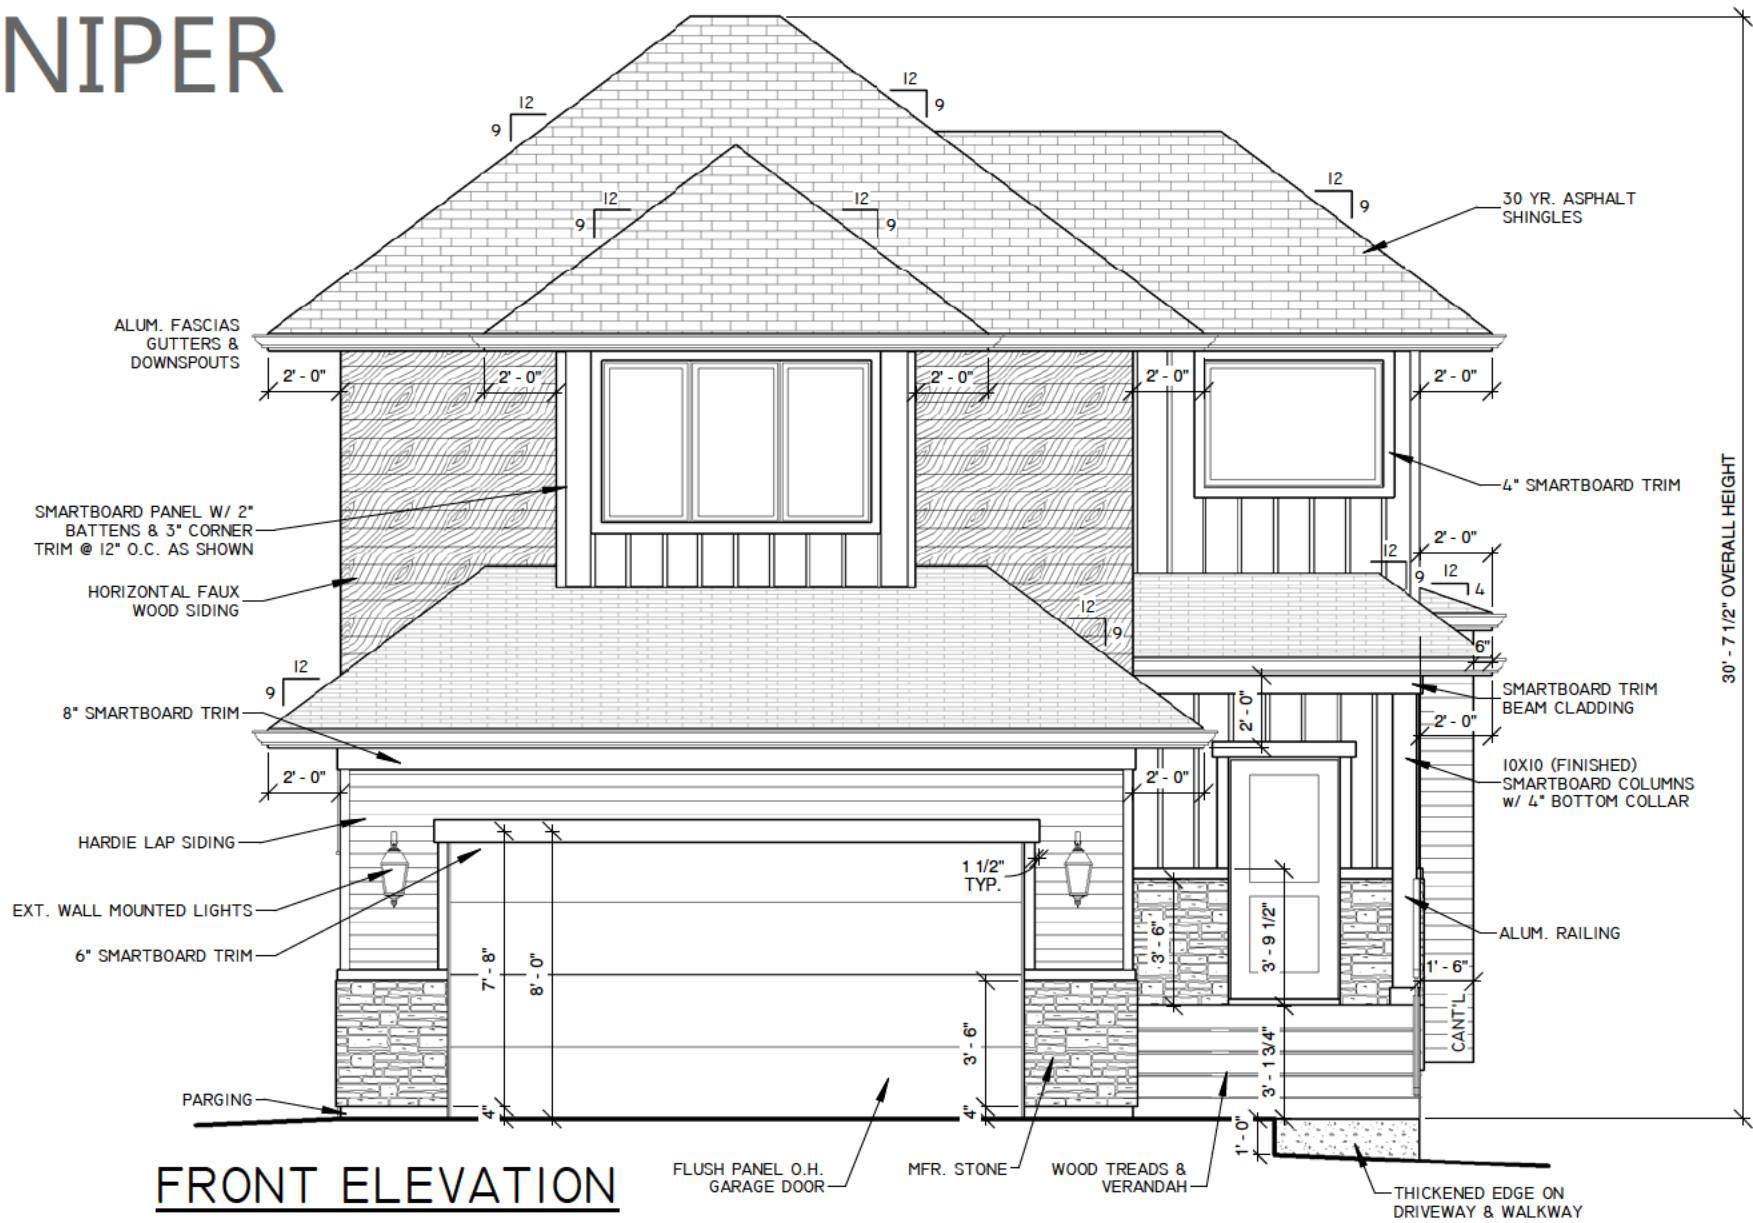 NIPER
12
9
12
9
12
9
12
9
12
9
30 YR. ASPHALT
SHINGLES
ALUM. FASCIAS
GUTTERS &
DOWNSPOUTS
2' - 0"
2' - 0"
2' - 0"
2' - 0"
2' - 0"
4" SMARTBOARD TRIM
30' - 7 1/2" OVERALL HEIGHT
SMARTBOARD PANEL W/ 2"
BATTENS & 3" CORNER
TRIM @ 12" O.C. AS SHOWN
2' - 0"
12
9
12
4
HORIZONTAL FAUX
WOOD SIDING
12
9
6"
12
9
SMARTBOARD TRIM
BEAM CLADDING
8" SMARTBOARD TRIM
2' - 0"
2' - 0"
2' - 0"
2' - 0"
10X10 (FINISHED)
SMARTBOARD COLUMNS
W/ 4" BOTTOM COLLAR
HARDIE LAP SIDING
1 1/2"
TYP.
EXT. WALL MOUNTED LIGHTS
ALUM. RAILING
6" SMARTBOARD TRIM
7' - 8"
8' - 0"
3' - 6"
3' - 9 1/2"
1' - 6"
CANT'L
3' - 6"
3' - 1 3/4"
PARGING
4"
4"
1' - 0"
FRONT ELEVATION
FLUSH PANEL O.H.
GARAGE DOOR
MFR. STONE
WOOD TREADS &
VERANDAH
THICKENED EDGE ON
DRIVEWAY & WALKWAY